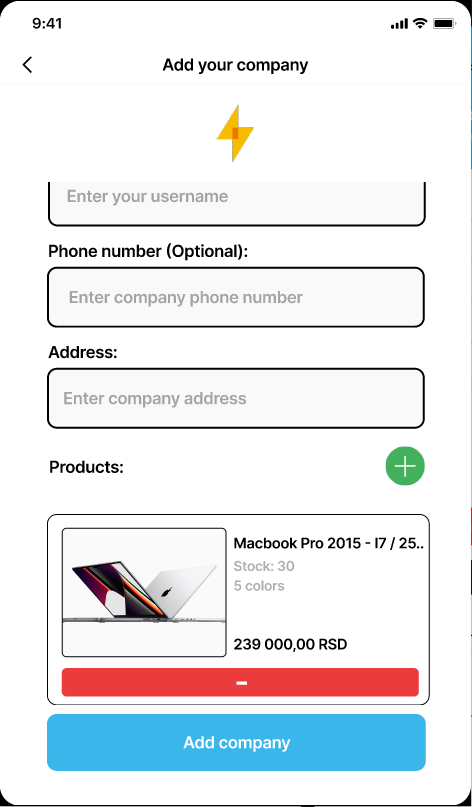 9:41
Add your company
Enter your username
Phone number (Optional):
Enter company phone number
Address:
Enter company address
Products:
Macbook Pro 2015 - I7 / 25..
Stock: 30
5 colors
239 000,00 RSD
Add company